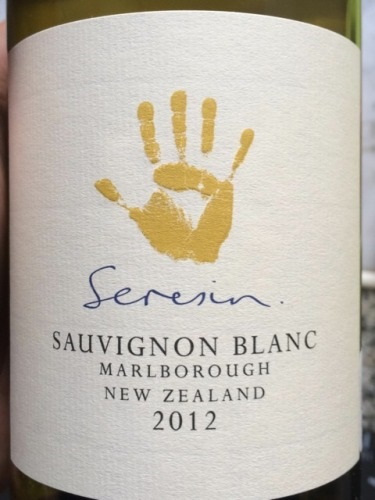 Seresin.
SAUVIGNON BLANC
MARLBOROUGH
NEW ZEALAND
2012